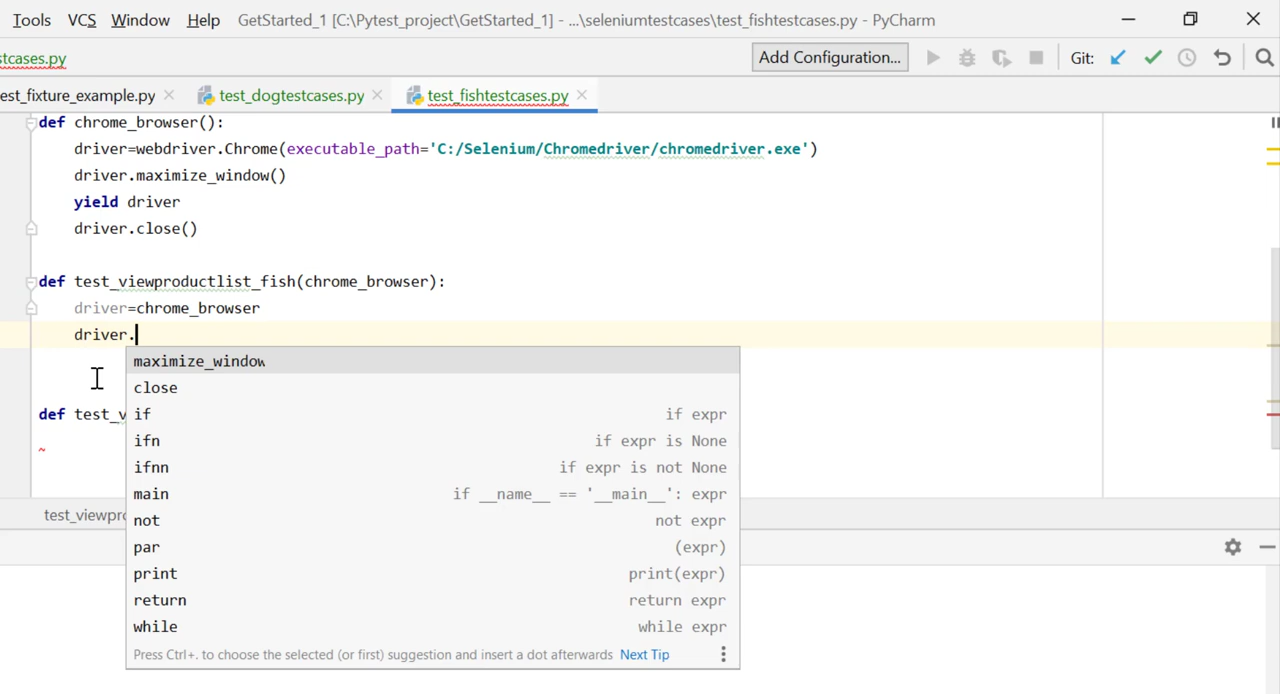 Tools VCS Window Help GetStarted_1 [C:\Pytest_project\GetStarted_1] - ...\seleniumtestcases\test_fishtestcases.py - PyCharm
stcases.py Add Configuration... Git:
est_fixture_example.py test_dogtestcases.py test_fishtestcases.py
def chrome_browser():
driver=webdriver.Chrome(executable_path='C:/Selenium/Chromedriver/chromedriver.exe')
driver.maximize_window()
yield driver
driver.close()
def test_viewproductlist_fish(chrome_browser):
driver=chrome_browser
driver.
maximize_window
close
def test_v if if expr
ifn if expr is None
ifnn if expr is not None
main if __name__ == '__main__': expr
test_viewpro not not expr
par (expr)
print print(expr)
return return expr
while while expr
Press Ctrl+. to choose the selected (or first) suggestion and insert a dot afterwards Next Tip